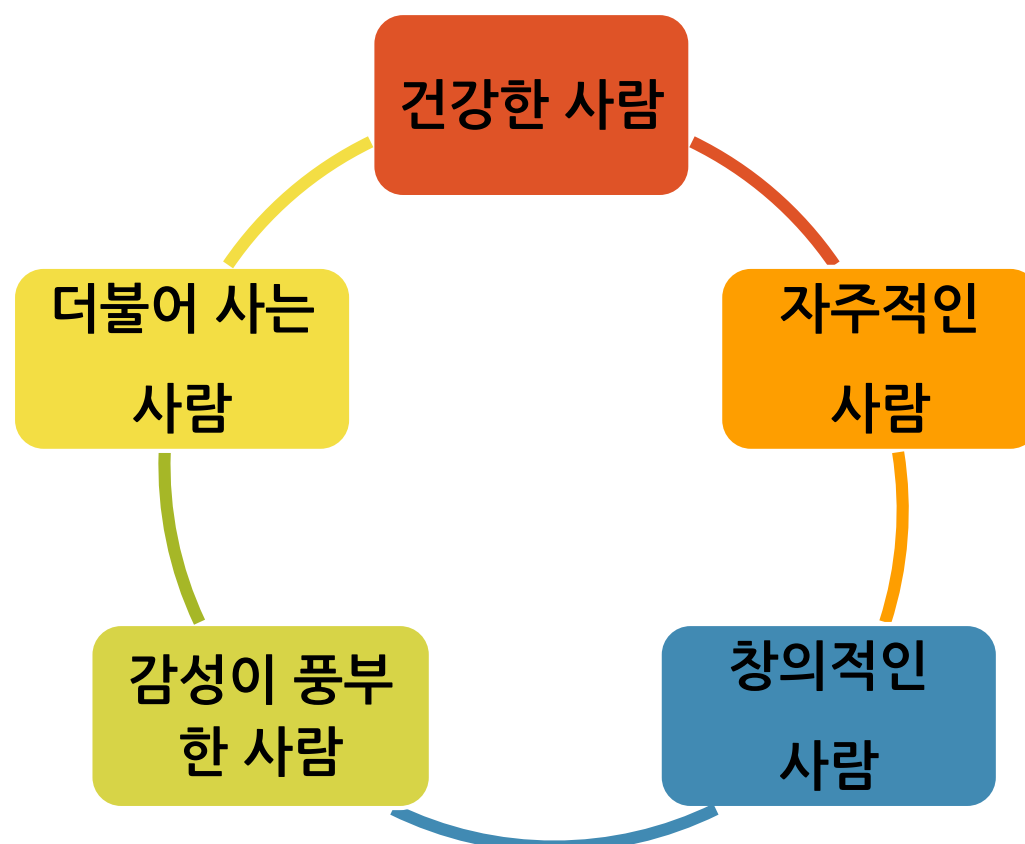 건강한 사람
더불어 사는
사람
자주적인
사람
감성이 풍부
한 사람
창의적인
사람